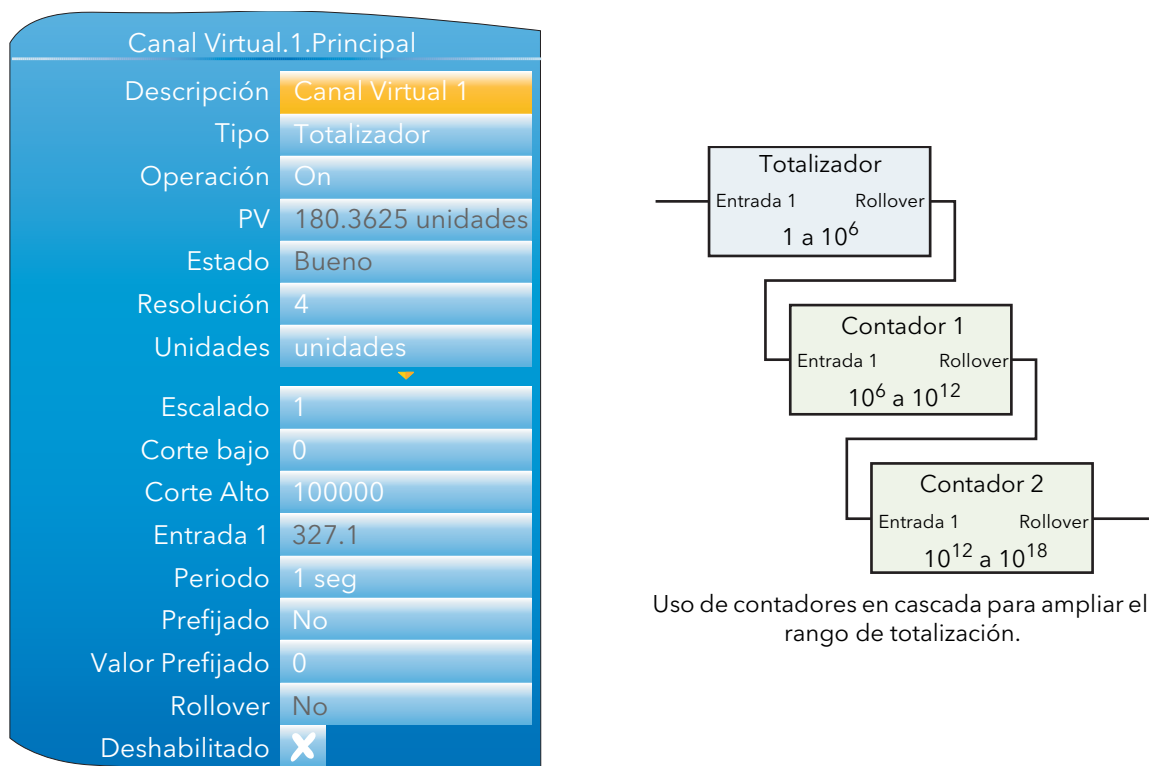 Canal Virtual.1.Principal
Descripción Canal Virtual 1
Tipo Totalizador
Operación On
PV 180.3625 unidades
Estado Bueno
Resolución 4
Unidades unidades
Escalado 1
Corte bajo 0
Corte Alto 100000
Entrada 1 327.1
Periodo 1 seg
Prefijado No
Valor Prefijado 0
Rollover No
Deshabilitado X
Totalizador
Entrada 1 Rollover
1 a 10⁶
Contador 1
Entrada 1 Rollover
10⁶ a 10¹²
Contador 2
Entrada 1 Rollover
10¹² a 10¹⁸
Uso de contadores en cascada para ampliar el
rango de totalización.